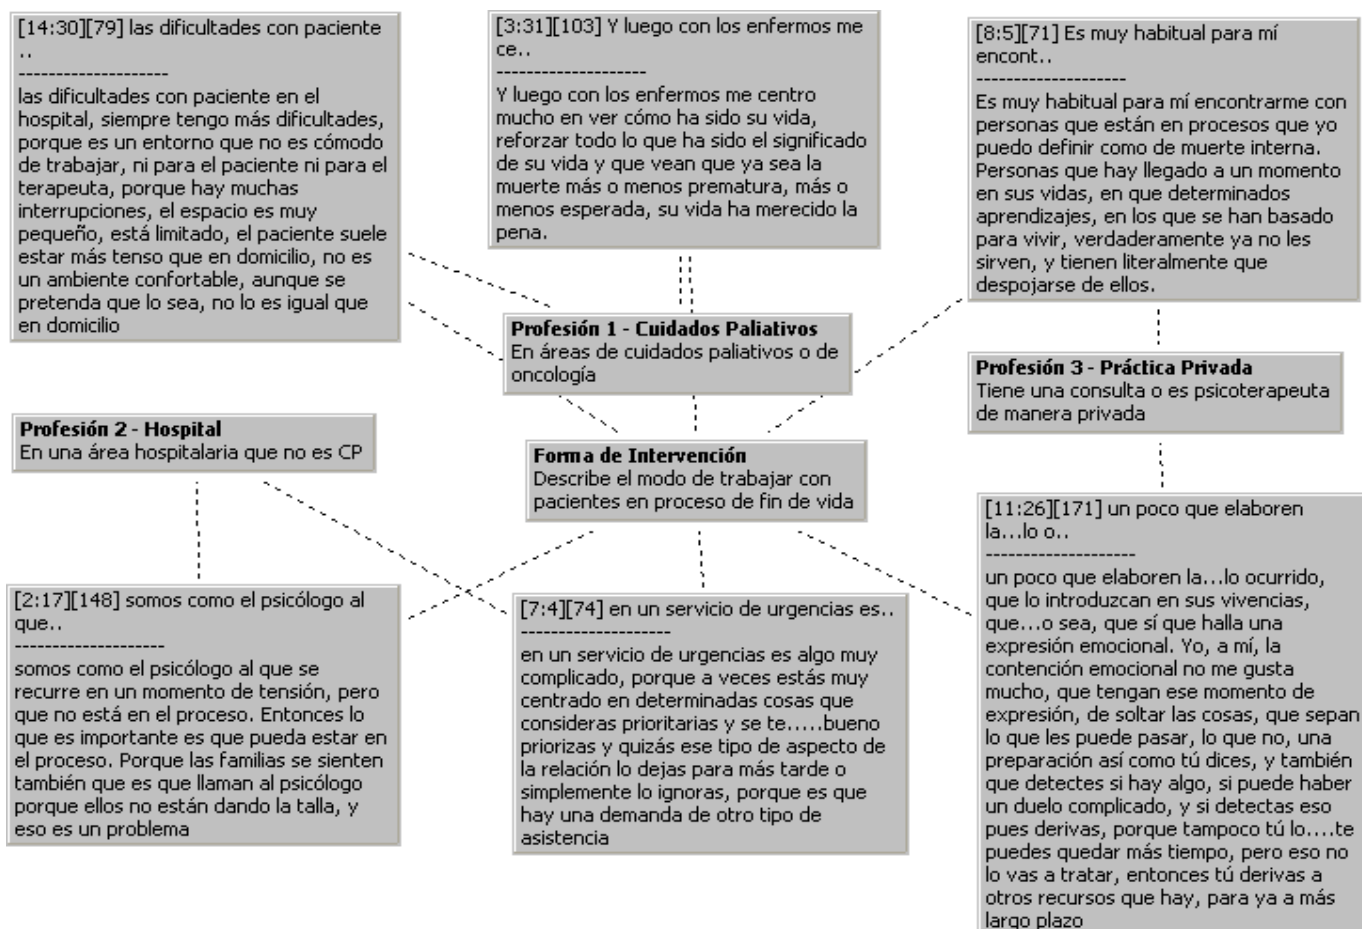 [14:30][79] las dificultades con paciente
..
--------------------
las dificultades con paciente en el
hospital, siempre tengo más dificultades,
porque es un entorno que no es cómodo
de trabajar, ni para el paciente ni para el
terapeuta, porque hay muchas
interrupciones, el espacio es muy
pequeño, está limitado, el paciente suele
estar más tenso que en domicilio, no es
un ambiente confortable, aunque se
pretenda que lo sea, no lo es igual que
en domicilio
[3:31][103] Y luego con los enfermos me
ce..
--------------------
Y luego con los enfermos me centro
mucho en ver cómo ha sido su vida,
reforzar todo lo que ha sido el significado
de su vida y que vean que ya sea la
muerte más o menos prematura, más o
menos esperada, su vida ha merecido la
pena.
[8:5][71] Es muy habitual para mí
encont..
--------------------
Es muy habitual para mí encontrarme con
personas que están en procesos que yo
puedo definir como de muerte interna.
Personas que hay llegado a un momento
en sus vidas, en que determinados
aprendizajes, en los que se han basado
para vivir, verdaderamente ya no les
sirven, y tienen literalmente que
despojarse de ellos.
Profesión 1 - Cuidados Paliativos
En áreas de cuidados paliativos o de
oncología
Profesión 3 - Práctica Privada
Tiene una consulta o es psicoterapeuta
de manera privada
Profesión 2 - Hospital
En una área hospitalaria que no es CP
Forma de Intervención
Describe el modo de trabajar con
pacientes en proceso de fin de vida
[2:17][148] somos como el psicólogo al
que..
--------------------
somos como el psicólogo al que se
recurre en un momento de tensión, pero
que no está en el proceso. Entonces lo
que es importante es que pueda estar en
el proceso. Porque las familias se sienten
también que es que llaman al psicólogo
porque ellos no están dando la talla, y
eso es un problema
[7:4][74] en un servicio de urgencias es..
--------------------
en un servicio de urgencias es algo muy
complicado, porque a veces estás muy
centrado en determinadas cosas que
consideras prioritarias y se te.....bueno
priorizas y quizás ese tipo de aspecto de
la relación lo dejas para más tarde o
simplemente lo ignoras, porque es que
hay una demanda de otro tipo de
asistencia
[11:26][171] un poco que elaboren
la...lo o..
--------------------
un poco que elaboren la...lo ocurrido,
que lo introduzcan en sus vivencias,
que...o sea, que sí que halla una
expresión emocional. Yo, a mí, la
contención emocional no me gusta
mucho, que tengan ese momento de
expresión, de soltar las cosas, que sepan
lo que les puede pasar, lo que no, una
preparación así como tú dices, y también
que detectes si hay algo, si puede haber
un duelo complicado, y si detectas eso
pues derivas, porque tampoco tú lo....te
puedes quedar más tiempo, pero eso no
lo vas a tratar, entonces tú derivas a
otros recursos que hay, para ya a más
largo plazo